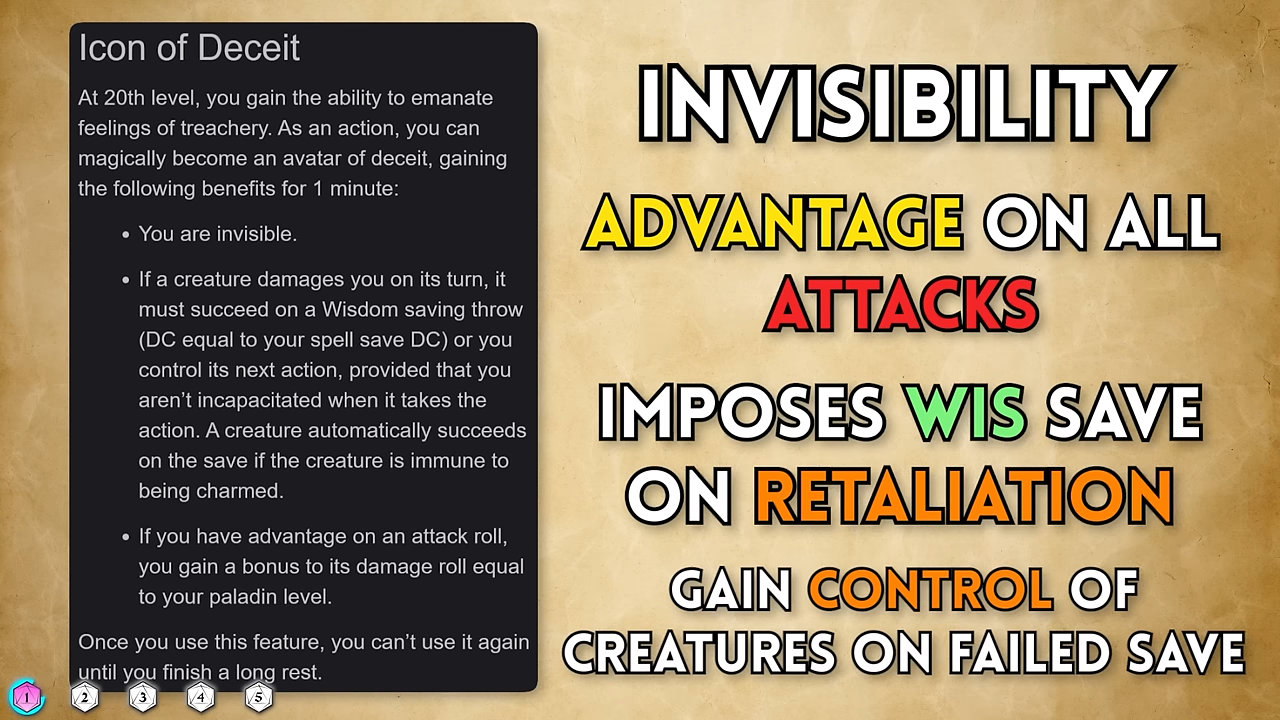 Icon of Deceit
At 20th level, you gain the ability to emanate
feelings of treachery. As an action, you can
magically become an avatar of deceit, gaining
the following benefits for 1 minute:
• You are invisible.
• If a creature damages you on its turn, it
must succeed on a Wisdom saving throw
(DC equal to your spell save DC) or you
control its next action, provided that you
aren’t incapacitated when it takes the
action. A creature automatically succeeds
on the save if the creature is immune to
being charmed.
• If you have advantage on an attack roll,
you gain a bonus to its damage roll equal
to your paladin level.
Once you use this feature, you can’t use it again
until you finish a long rest.
INVISIBILITY
ADVANTAGE ON ALL
ATTACKS
IMPOSES WIS SAVE
ON RETALIATION
GAIN CONTROL OF
CREATURES ON FAILED SAVE
1 2 3 4 5